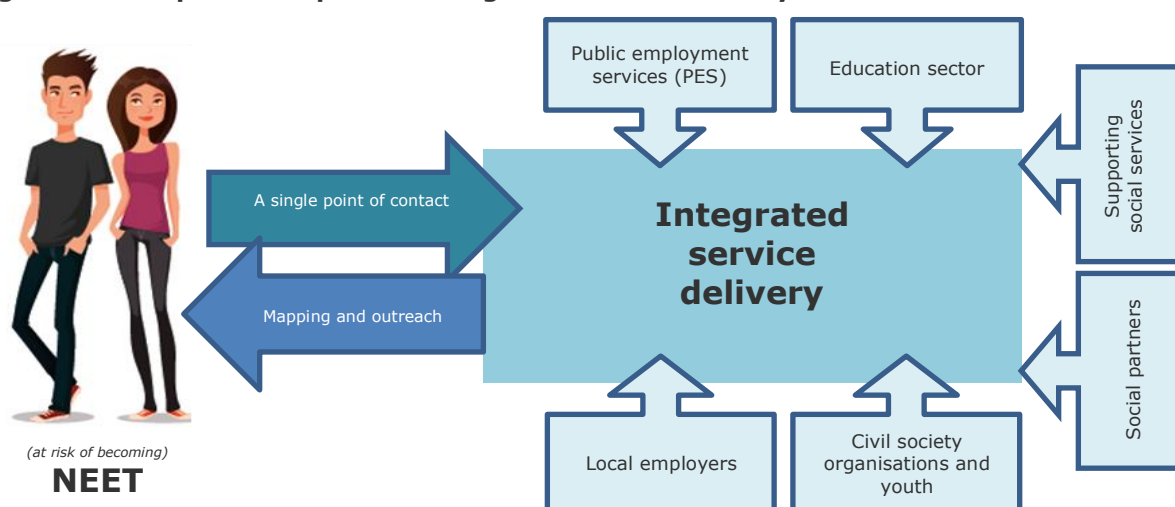 Public employment
services (PES)
Education sector
Supporting
social services
A single point of contact
Integrated
service
delivery
Mapping and outreach
Social partners
(at risk of becoming)
NEET
Local employers
Civil society
organisations and
youth